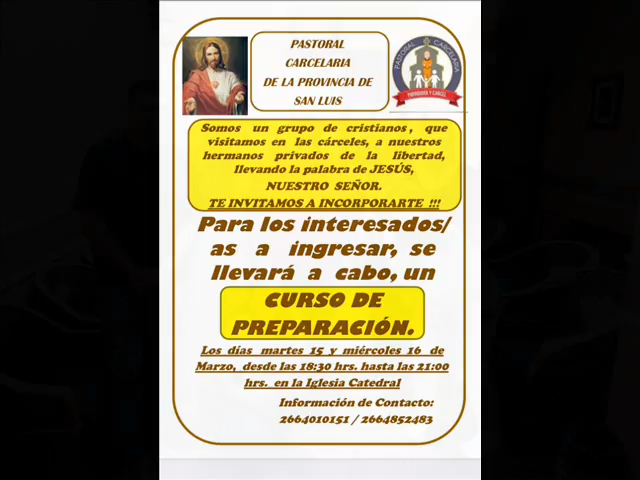 PASTORAL
CARCELARIA
DE LA PROVINCIA DE
SAN LUIS
PASTORAL CARCELARIA
Somos un grupo de cristianos, que
visitamos en las cárceles, a nuestros
hermanos privados de la libertad,
llevando la palabra de JESÚS,
NUESTRO SEÑOR.
TE INVITAMOS A INCORPORARTE !!!
Para los interesados/
as a ingresar, se
llevará a cabo, un
CURSO DE
PREPARACIÓN.
Los días martes 15 y miércoles 16 de
Marzo, desde las 18:30 hrs. hasta las 21:00
hrs. en la Iglesia Catedral
Información de Contacto:
2664010151 / 2664852483